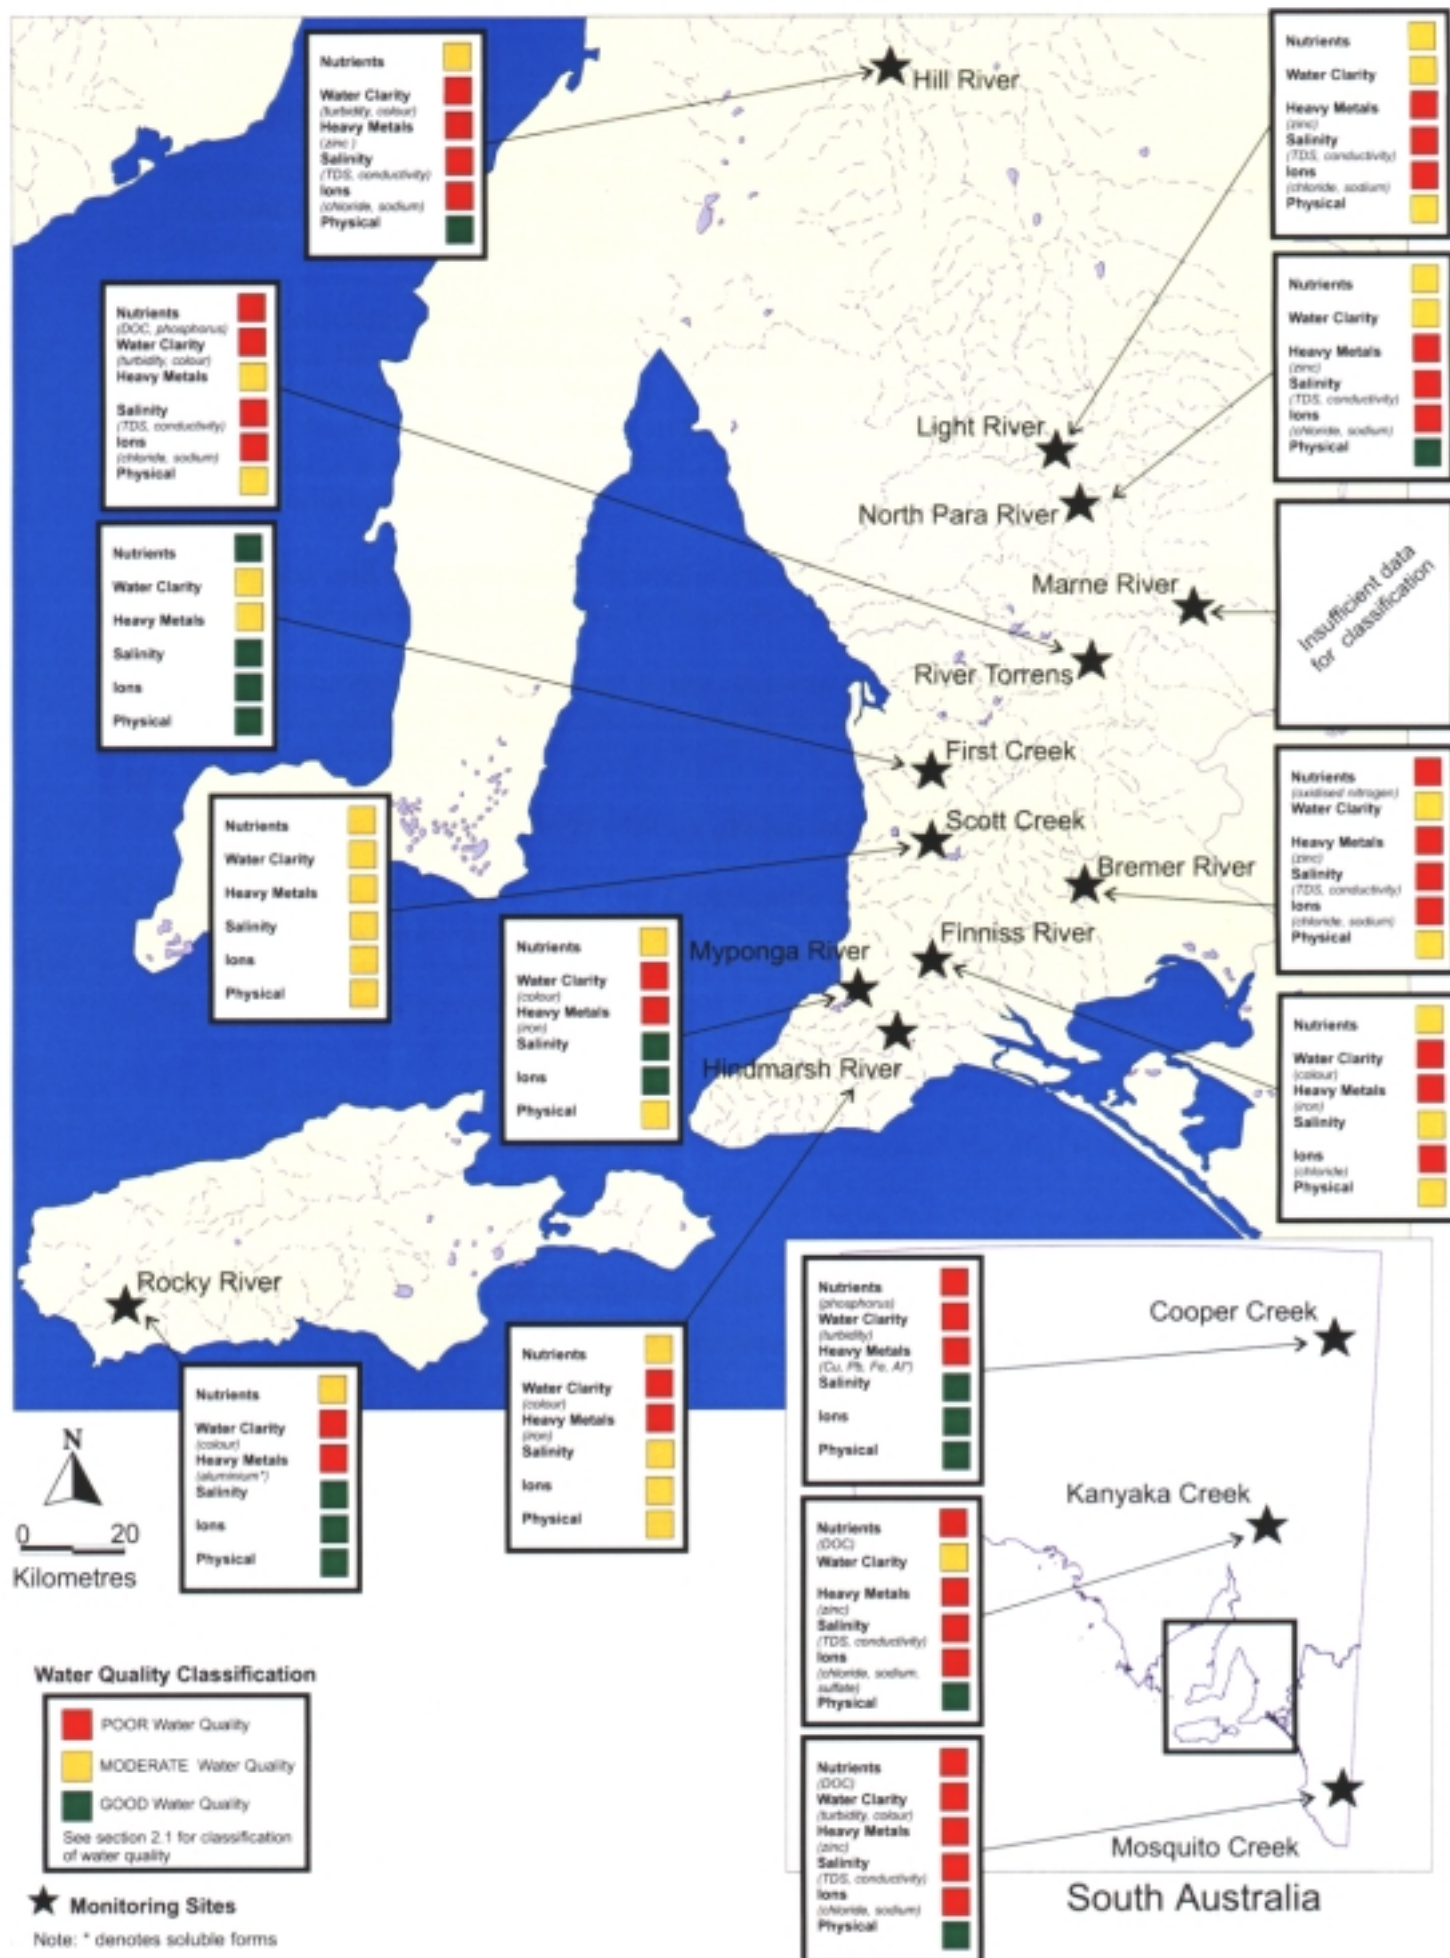 Nutrients
Water Clarity
(turbidity, colour)
Heavy Metals
(zinc )
Salinity
(TDS, conductivity)
Ions
(chloride, sodium)
Physical
Hill River
Nutrients
Water Clarity
Heavy Metals
(zinc)
Salinity
(TDS, conductivity)
Ions
(chloride, sodium)
Physical
Nutrients
(DOC, phosphorus)
Water Clarity
(turbidity, colour)
Heavy Metals
Salinity
(TDS, conductivity)
Ions
(chloride, sodium)
Physical
Nutrients
Water Clarity
Heavy Metals
(zinc)
Salinity
(TDS, conductivity)
Ions
(chloride, sodium)
Physical
Light River
North Para River
Marne River
River Torrens
Insufficient data
for classification
Nutrients
Water Clarity
Heavy Metals
Salinity
Ions
Physical
First Creek
Scott Creek
Bremer River
Finniss River
Myponga River
Hindmarsh River
Nutrients
(oxidised nitrogen)
Water Clarity
Heavy Metals
(zinc)
Salinity
(TDS, conductivity)
Ions
(chloride, sodium)
Physical
Nutrients
Water Clarity
Heavy Metals
Salinity
Ions
Physical
Nutrients
Water Clarity
(colour)
Heavy Metals
(iron)
Salinity
Ions
Physical
Nutrients
Water Clarity
(colour)
Heavy Metals
(iron)
Salinity
Ions
(chloride)
Physical
Rocky River
Nutrients
Water Clarity
(colour)
Heavy Metals
(aluminium*)
Salinity
Ions
Physical
Nutrients
Water Clarity
(colour)
Heavy Metals
(iron)
Salinity
Ions
Physical
Nutrients
(phosphorus)
Water Clarity
(turbidity)
Heavy Metals
(Cu, Pb, Fe, Al*)
Salinity
Ions
Physical
Cooper Creek
Kanyaka Creek
Nutrients
(DOC)
Water Clarity
Heavy Metals
(zinc)
Salinity
(TDS, conductivity)
Ions
(chloride, sodium,
sulfate)
Physical
Nutrients
(DOC)
Water Clarity
(turbidity, colour)
Heavy Metals
(zinc)
Salinity
(TDS, conductivity)
Ions
(chloride, sodium)
Physical
Mosquito Creek
South Australia
N
0 20
Kilometres
Water Quality Classification
POOR Water Quality
MODERATE Water Quality
GOOD Water Quality
See section 2.1 for classification
of water quality
Monitoring Sites
Note: * denotes soluble forms